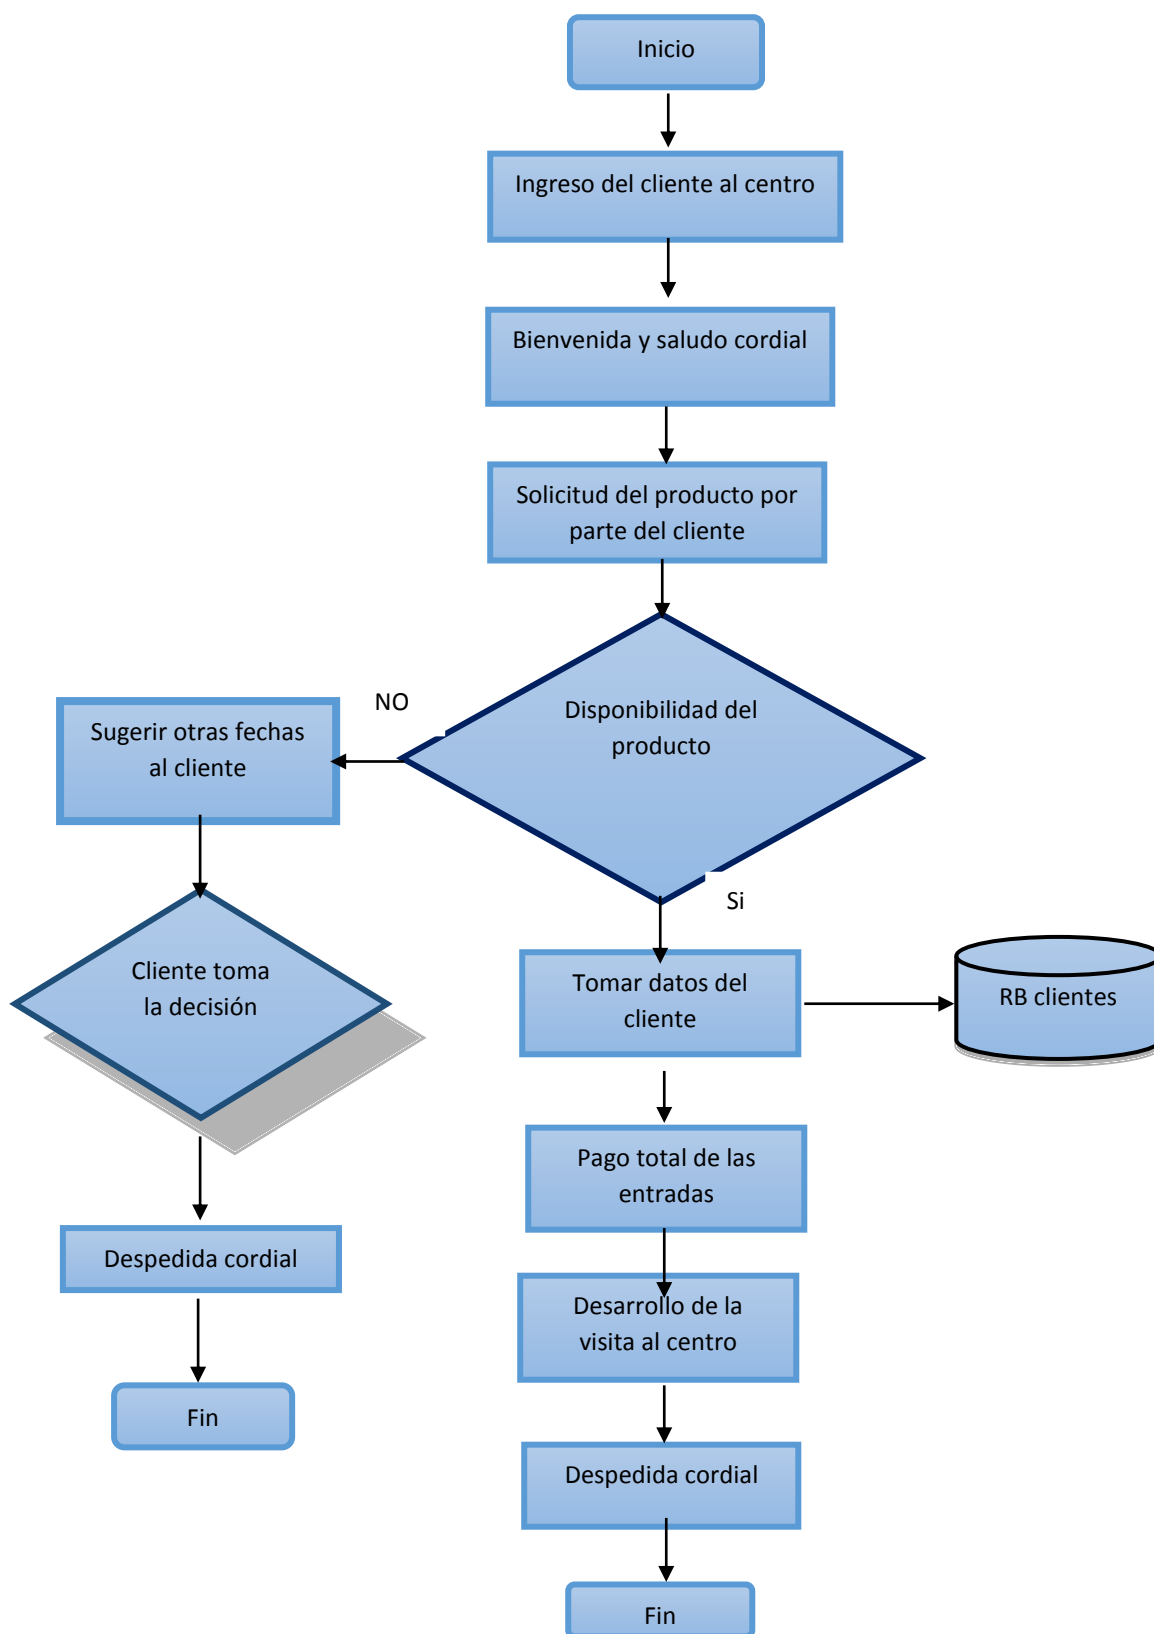 Inicio
Ingreso del cliente al centro
Bienvenida y saludo cordial
Solicitud del producto por
parte del cliente
Disponibilidad del
producto
NO
Sugerir otras fechas
al cliente
Si
Cliente toma
la decisión
Tomar datos del
cliente
RB clientes
Pago total de las
entradas
Despedida cordial
Desarrollo de la
visita al centro
Fin
Despedida cordial
Fin